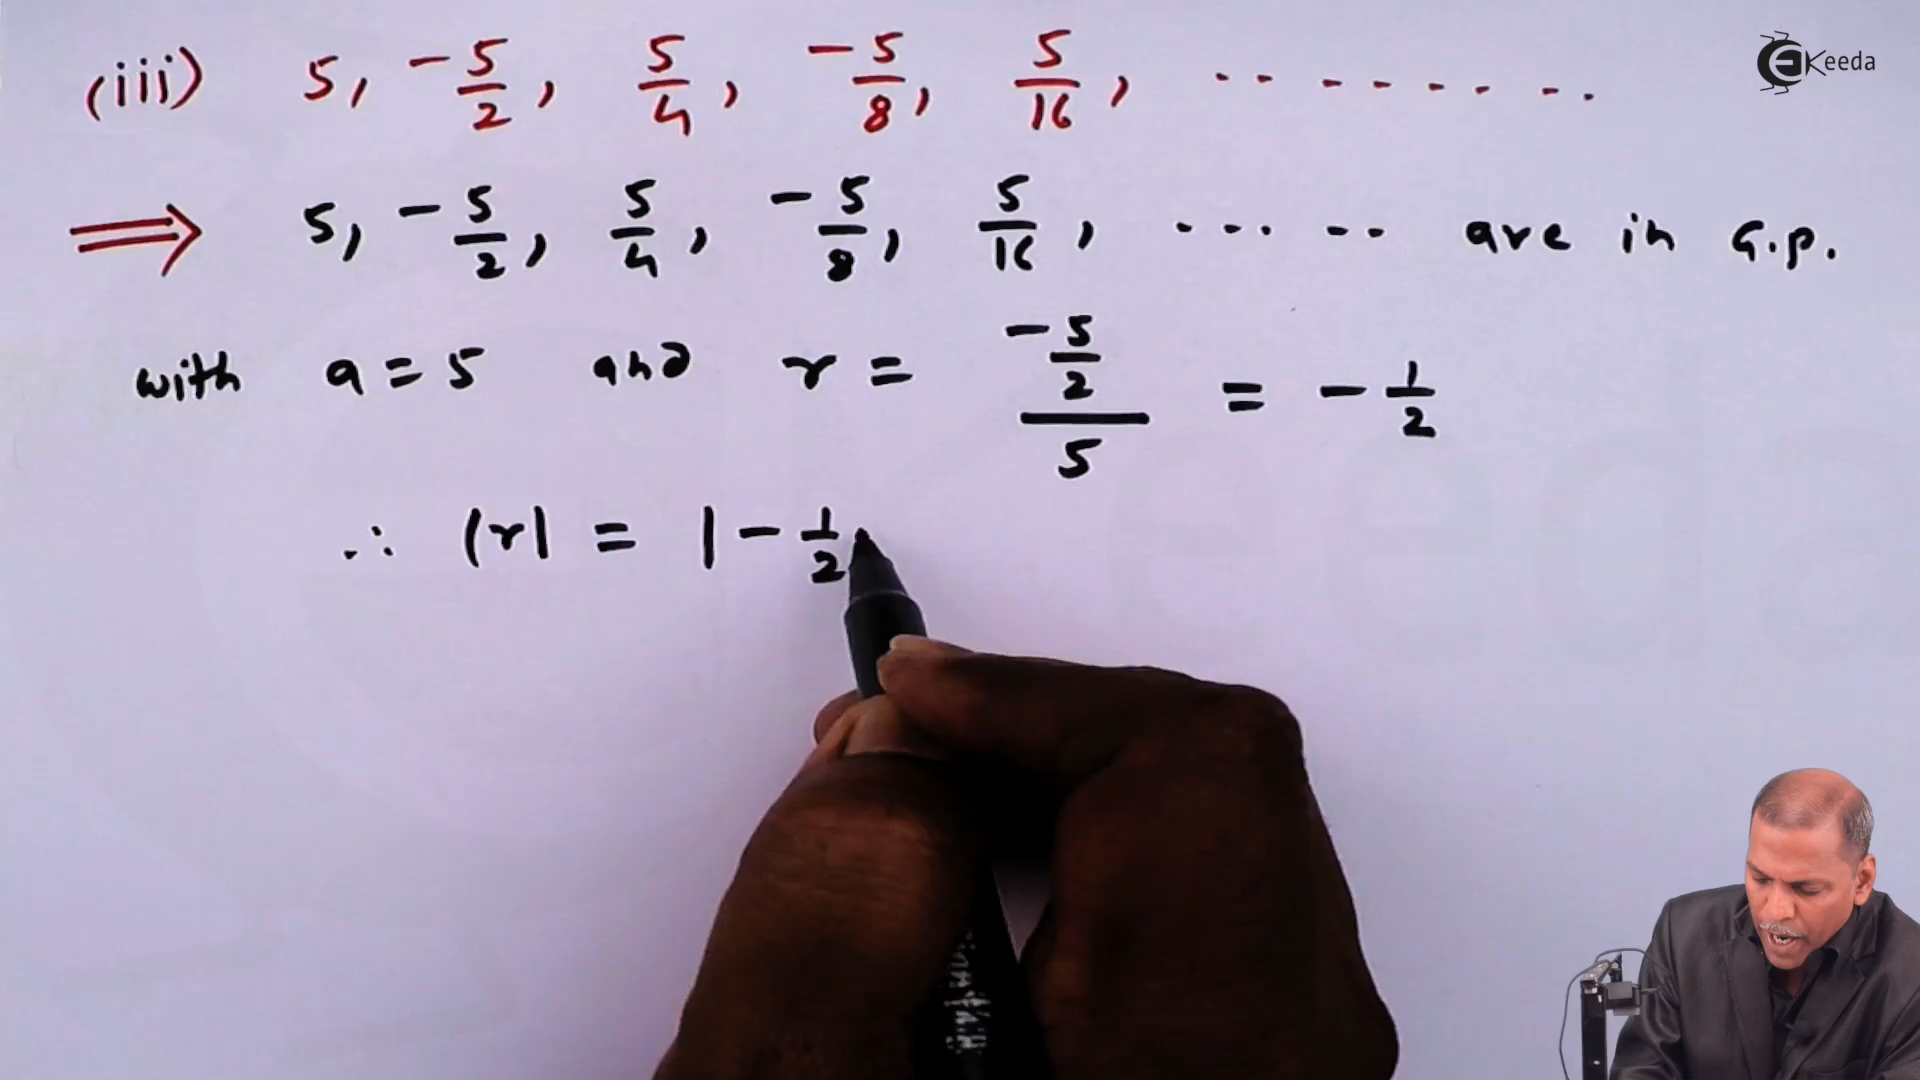 (iii) 5, -5/2, 5/4, -5/8, 5/16, ..........
⟹ 5, -5/2, 5/4, -5/8, 5/16, ...... are in G.p.
with a = 5 and r = (-5/2)/5 = -1/2
∴ |r| = |-1/2
EKeeda